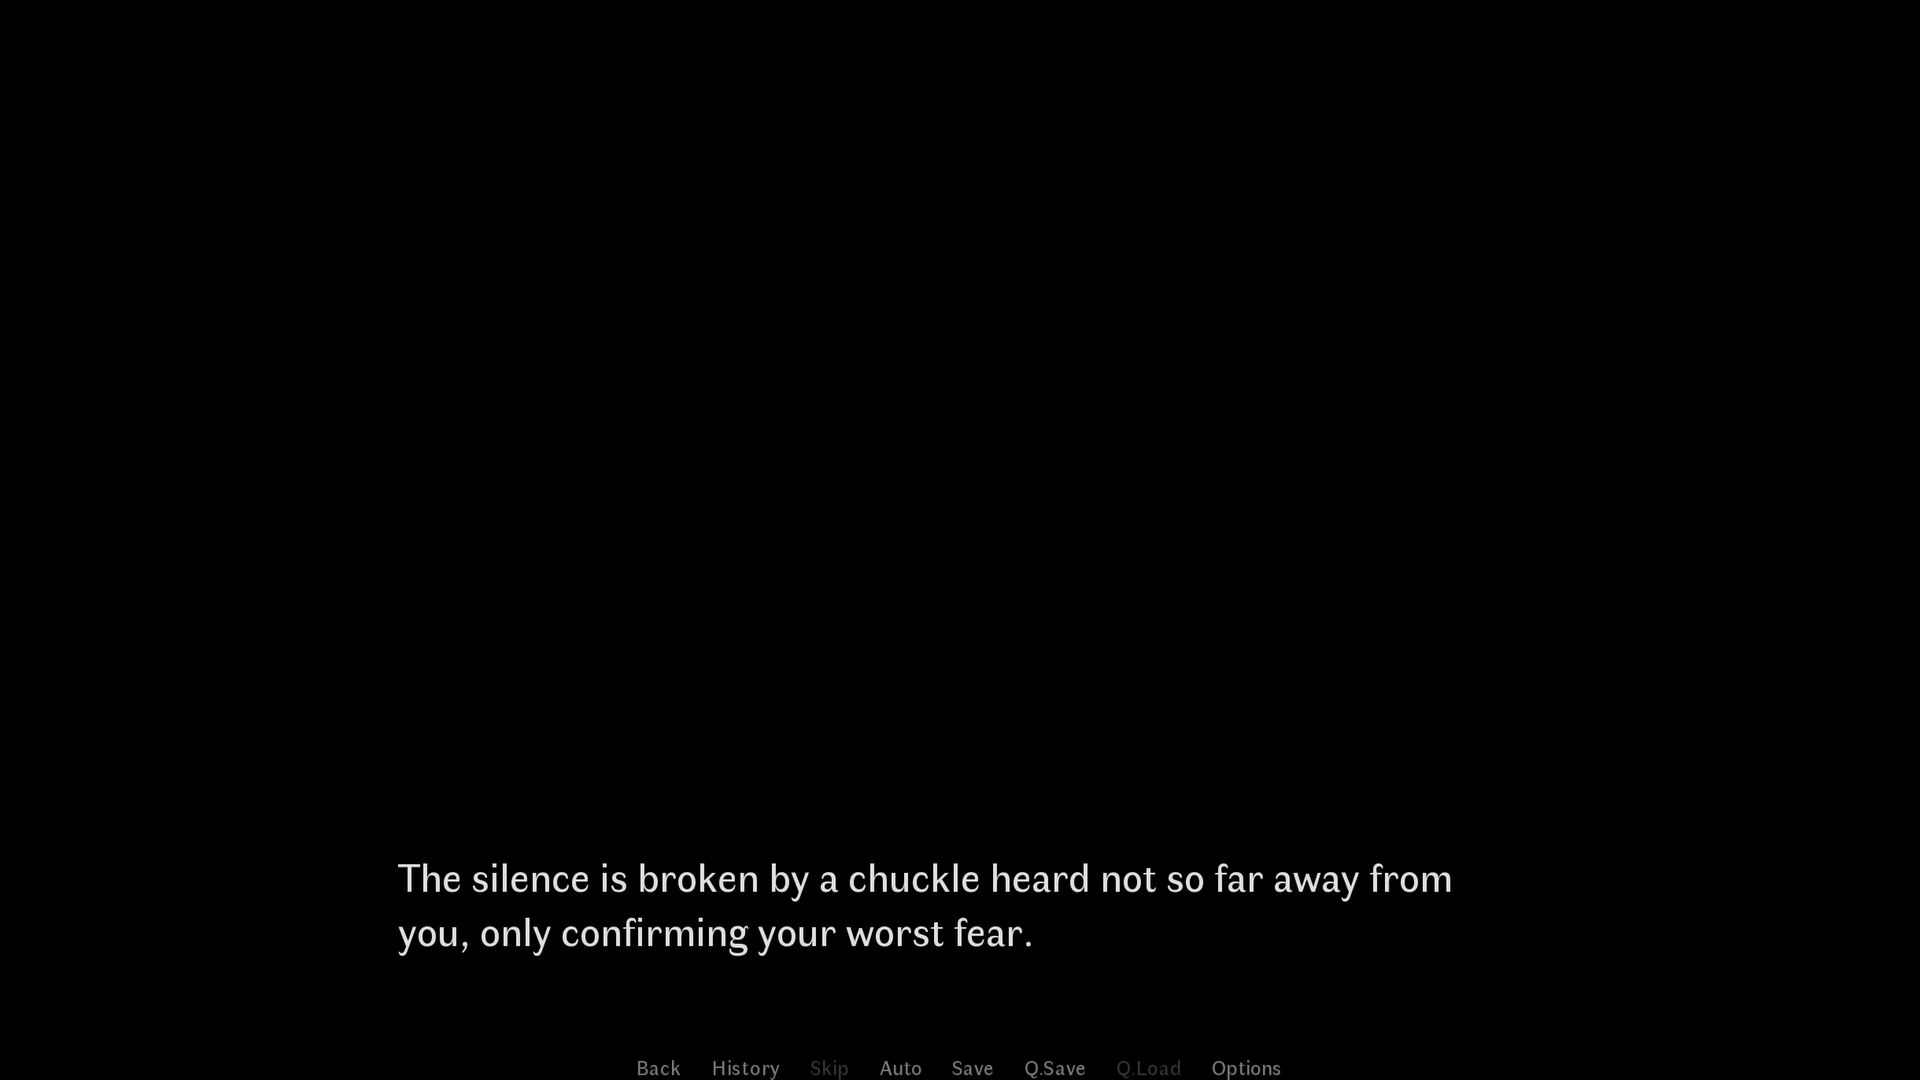 The silence is broken by a chuckle heard not so far away from
you, only confirming your worst fear.
Back History Skip Auto Save Q.Save Q.Load Options